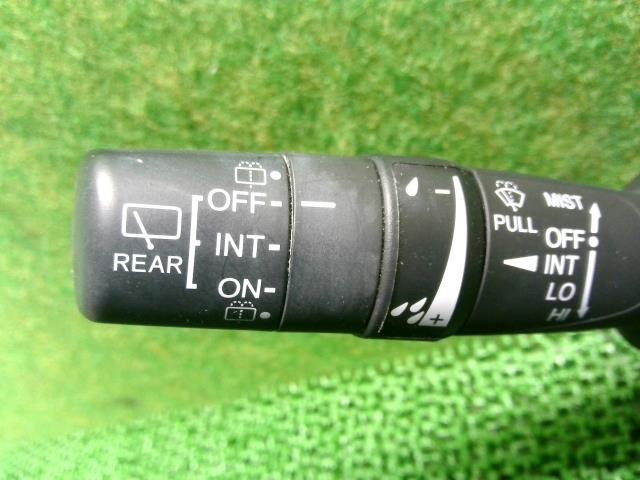 REAR
OFF
INT
ON
PULL
MIST
OFF
INT
LO
HI